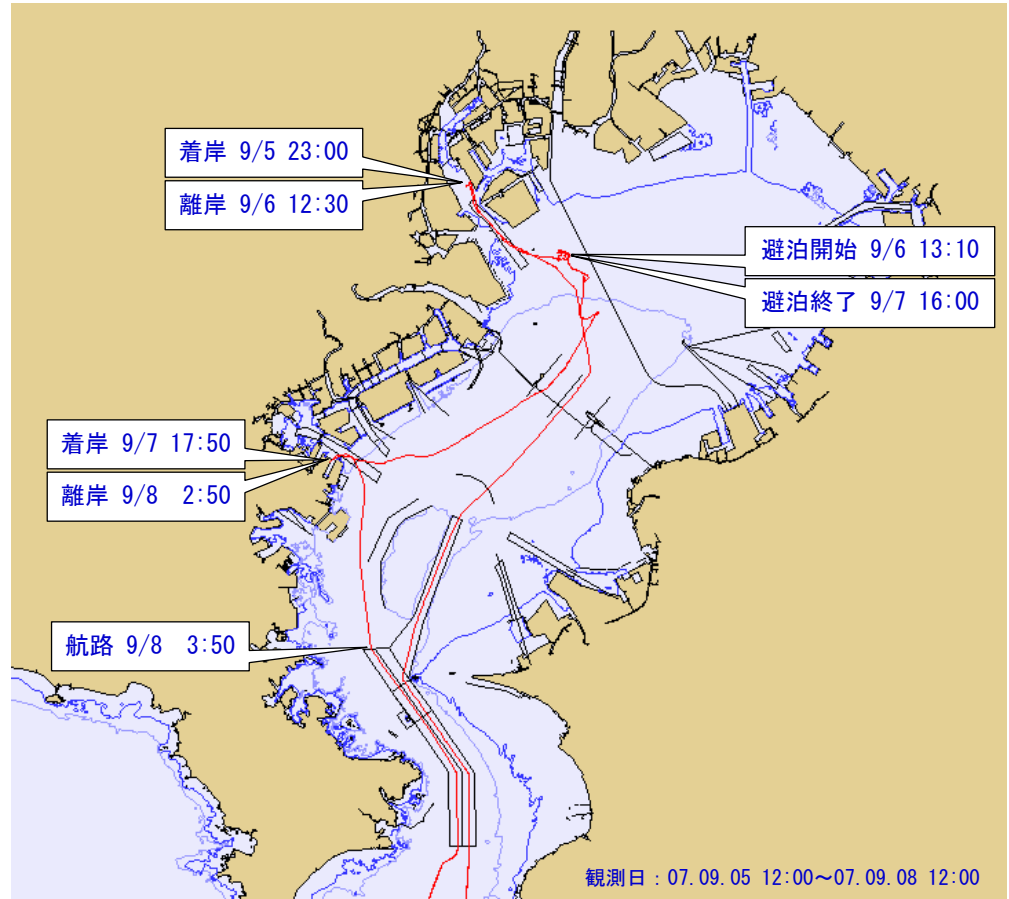 着岸 9/5 23:00
離岸 9/6 12:30
避泊開始 9/6 13:10
避泊終了 9/7 16:00
着岸 9/7 17:50
離岸 9/8 2:50
航路 9/8 3:50
観測日：07.09.05 12:00～07.09.08 12:00